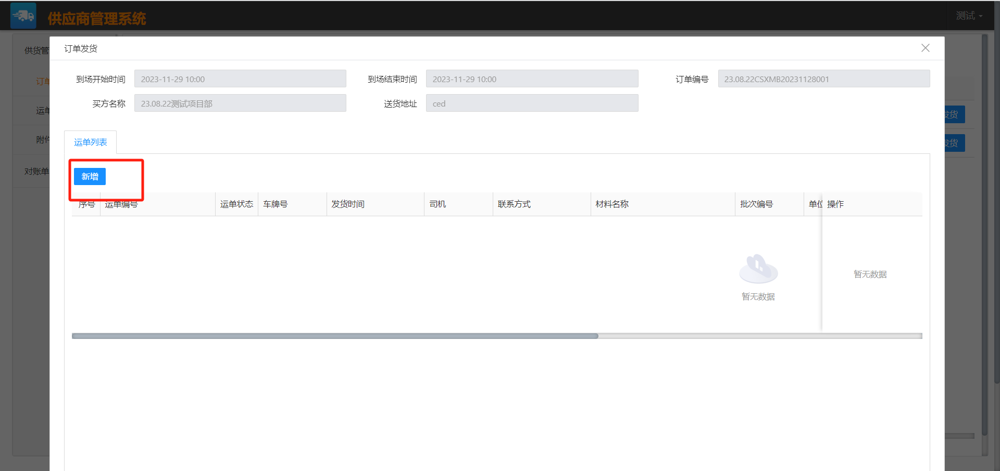 供应商管理系统
测试
供货管
订单
运单
附件
对账单
订单发货
到场开始时间 2023-11-29 10:00
到场结束时间 2023-11-29 10:00
订单编号 23.08.22CSXMB20231128001
买方名称 23.08.22测试项目部
送货地址 ced
发货
发货
运单列表
新增
序号 运单编号 运单状态 车牌号 发货时间 司机 联系方式 材料名称 批次编号 单位 操作
暂无数据
暂无数据